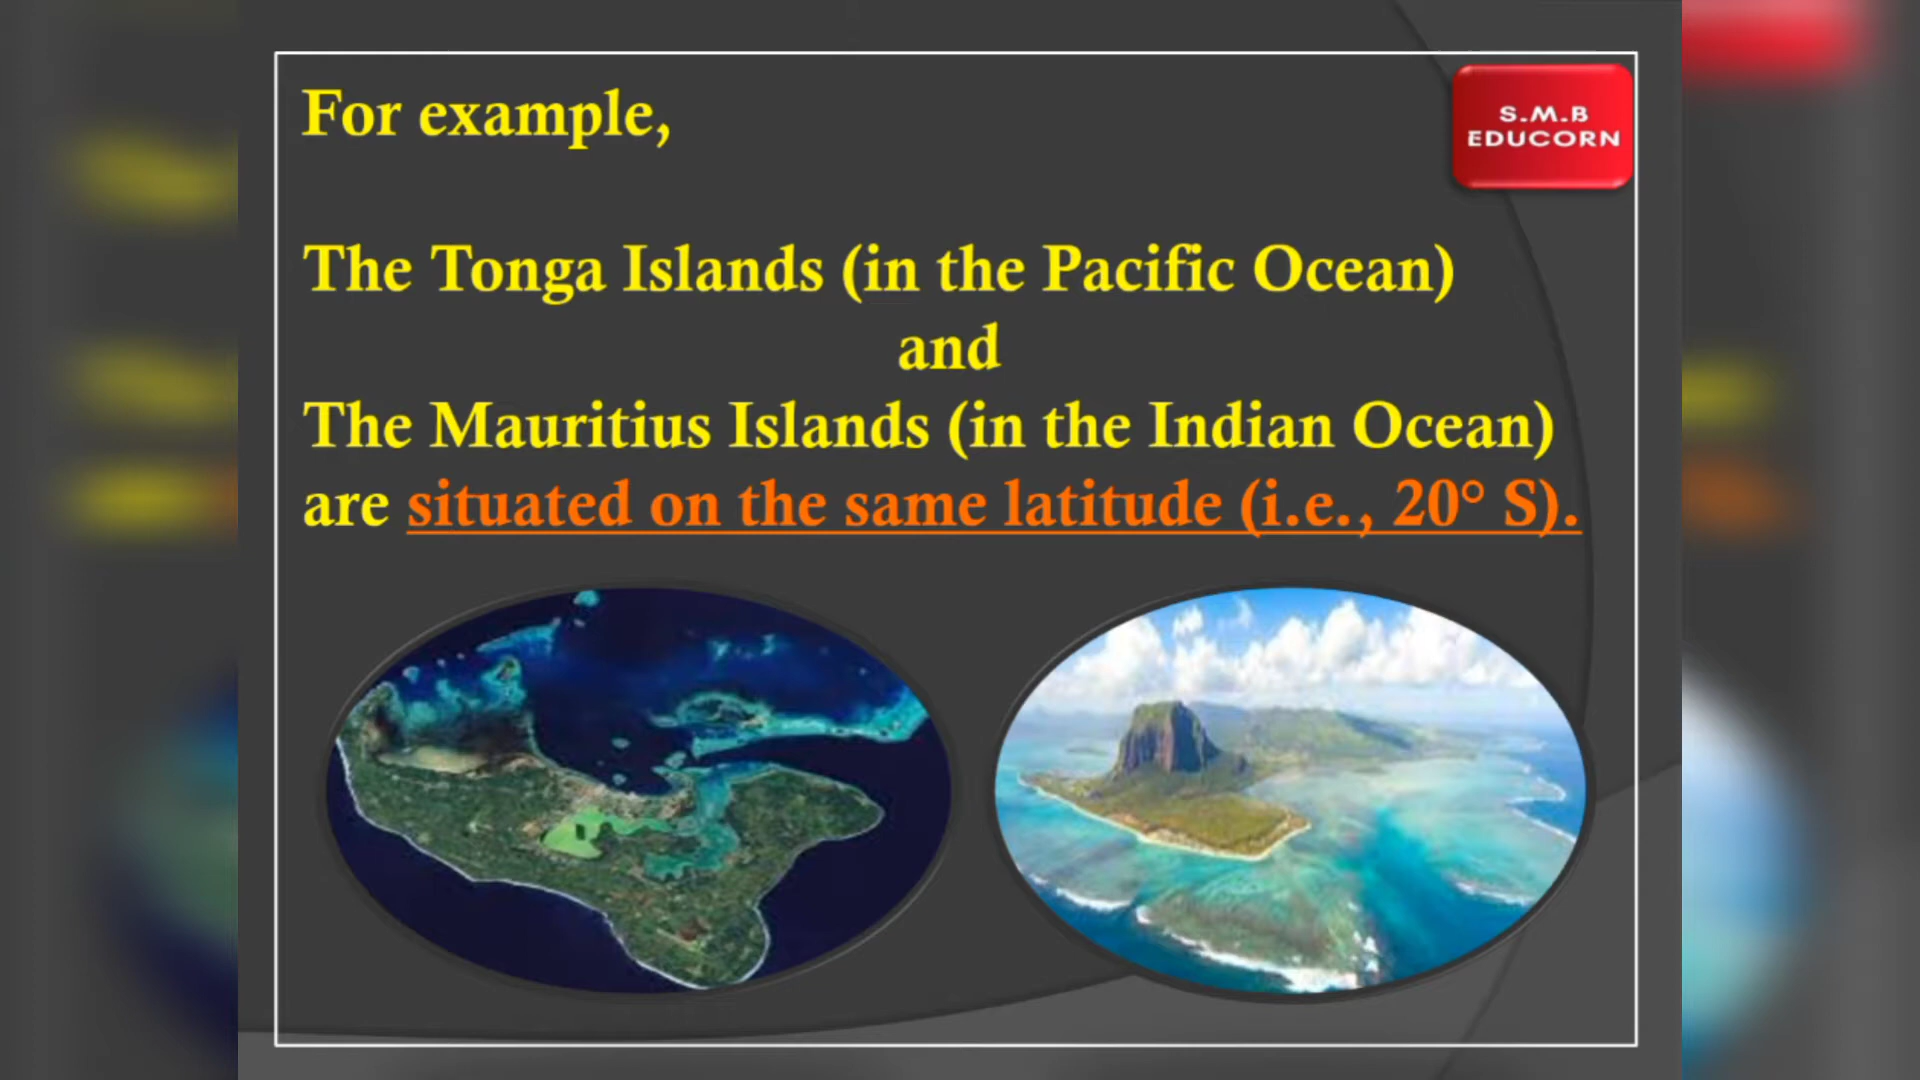 For example,
S.M.B
EDUCORN
The Tonga Islands (in the Pacific Ocean)
and
The Mauritius Islands (in the Indian Ocean)
are situated on the same latitude (i.e., 20° S).